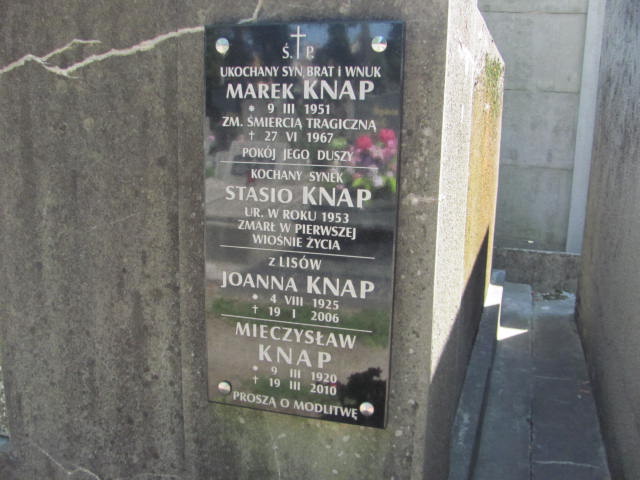 Ś. † P.
UKOCHANY SYN, BRAT I WNUK
MAREK KNAP
* 9 III 1951
ZM. ŚMIERCIĄ TRAGICZNĄ
† 27 VI 1967
POKÓJ JEGO DUSZY
KOCHANY SYNEK
STASIO KNAP
UR. W ROKU 1953
ZMARŁ W PIERWSZEJ
WIOŚNIE ŻYCIA
z LISÓW
JOANNA KNAP
* 4 VIII 1925
† 19 I 2006
MIECZYSŁAW
KNAP
* 9 III 1920
† 19 III 2010
PROSZĄ O MODLITWĘ